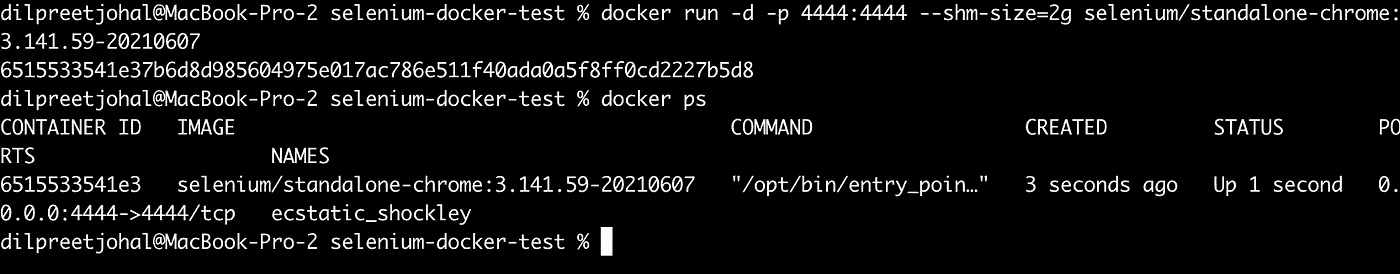 dilpreetjohal@MacBook-Pro-2 selenium-docker-test % docker run -d -p 4444:4444 --shm-size=2g selenium/standalone-chrome:
3.141.59-20210607
6515533541e37b6d8d985604975e017ac786e511f40ada0a5f8ff0cd2227b5d8
dilpreetjohal@MacBook-Pro-2 selenium-docker-test % docker ps
CONTAINER ID   IMAGE                                          COMMAND                  CREATED         STATUS        PO
RTS                    NAMES
6515533541e3   selenium/standalone-chrome:3.141.59-20210607   "/opt/bin/entry_poin…"   3 seconds ago   Up 1 second   0.
0.0.0:4444->4444/tcp   ecstatic_shockley
dilpreetjohal@MacBook-Pro-2 selenium-docker-test %